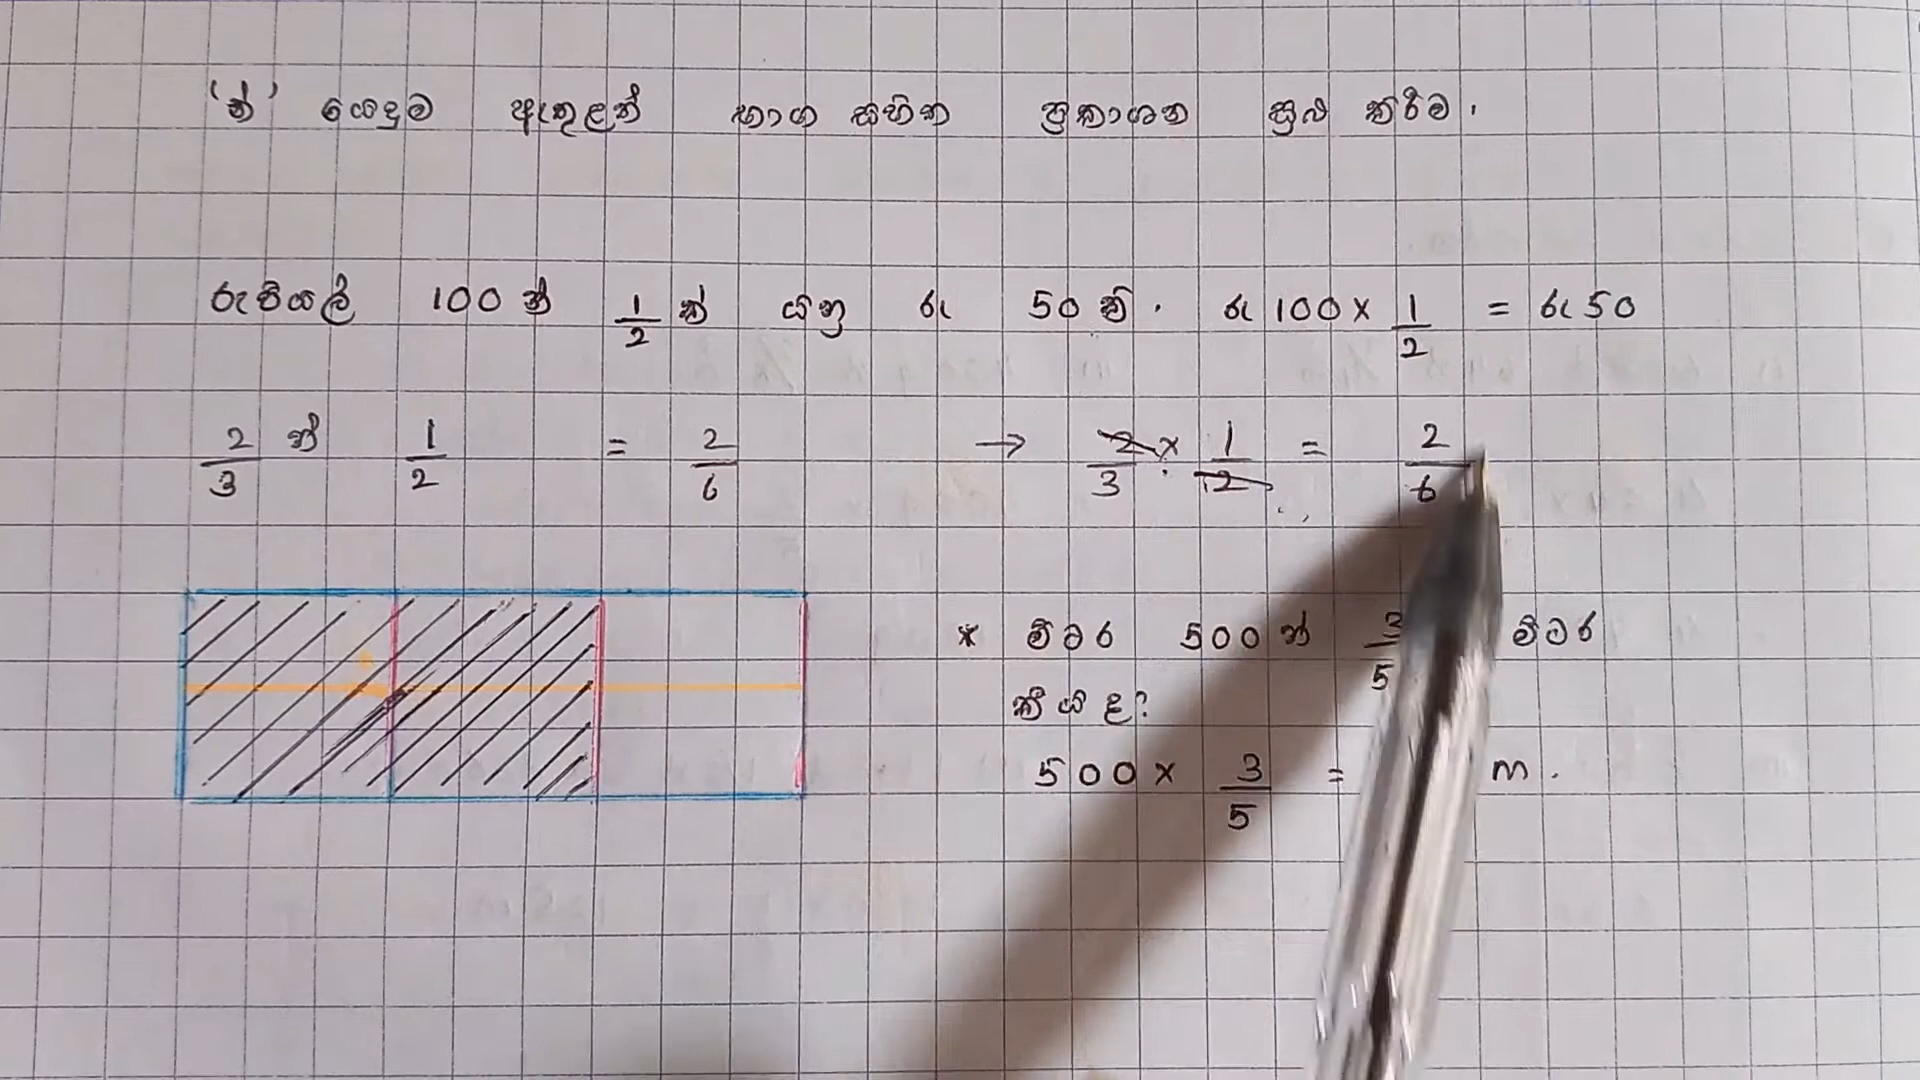 'න්' යෙදුම ඇතුළත් භාග සහිත ප්‍රකාශන සුළු කිරීම.
රුපියල් 100 න් 1/2 ක් යනු රු 50 කි. රු 100 × 1/2 = රු 50
2/3 න් 1/2 = 2/6 → 2/3 × 1/2 = 2/6
* මීටර 500 න් /5 මීටර
කීය ද?
500 × 3/5 = m.